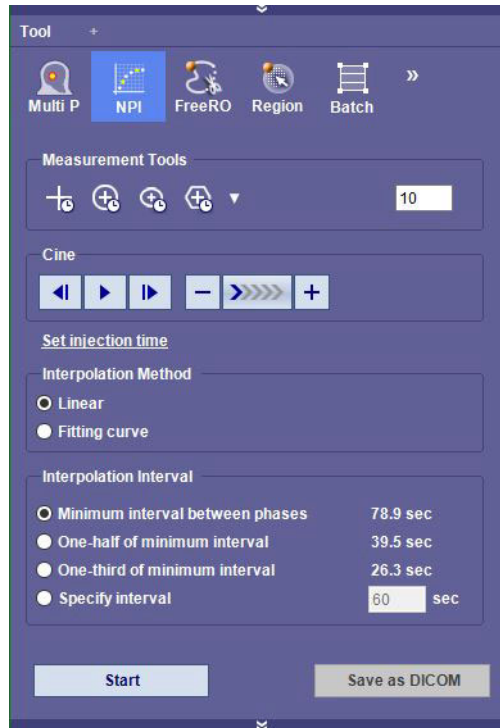 Tool +
Multi P NPI FreeRO Region Batch »
Measurement Tools
10
Cine
Set injection time
Interpolation Method
Linear
Fitting curve
Interpolation Interval
Minimum interval between phases 78.9 sec
One-half of minimum interval 39.5 sec
One-third of minimum interval 26.3 sec
Specify interval 60 sec
Start Save as DICOM